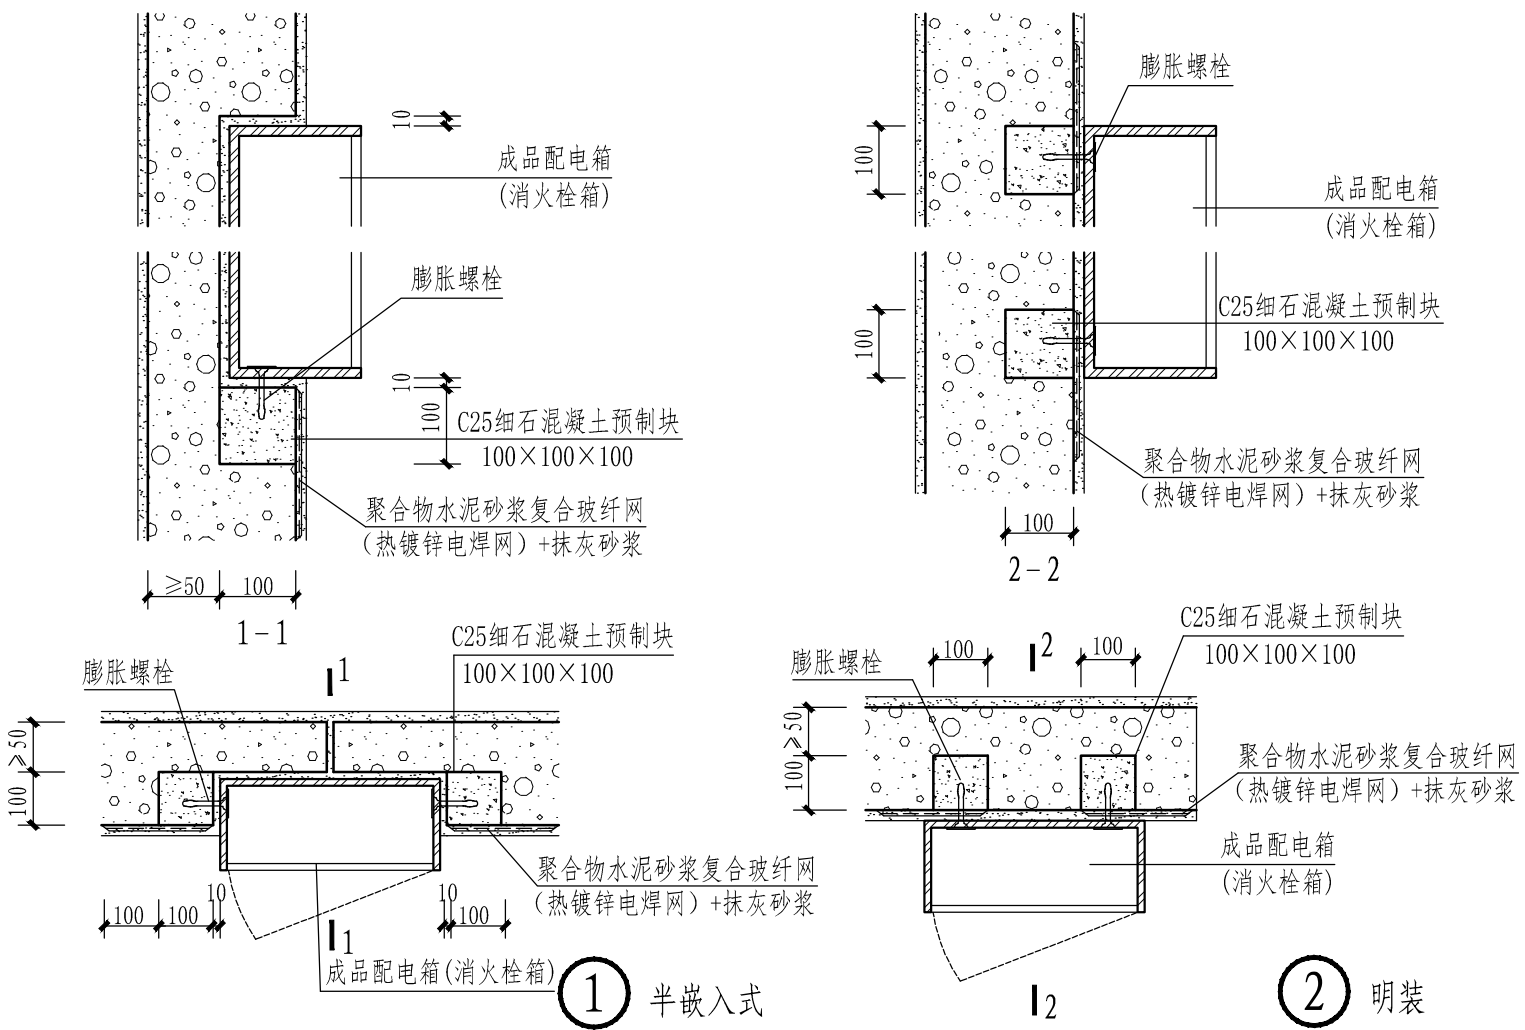 10
成品配电箱
(消火栓箱)
膨胀螺栓
10
100
C25细石混凝土预制块
100×100×100
聚合物水泥砂浆复合玻纤网
(热镀锌电焊网)+抹灰砂浆
≥50
100
1-1
膨胀螺栓
100
成品配电箱
(消火栓箱)
C25细石混凝土预制块
100×100×100
100
聚合物水泥砂浆复合玻纤网
(热镀锌电焊网)+抹灰砂浆
100
2-2
C25细石混凝土预制块
100×100×100
膨胀螺栓
1
≥50
100
聚合物水泥砂浆复合玻纤网
(热镀锌电焊网)+抹灰砂浆
100
100
10
10
100
1
成品配电箱(消火栓箱)
1 半嵌入式
C25细石混凝土预制块
100×100×100
膨胀螺栓
100
2
100
≥50
100
聚合物水泥砂浆复合玻纤网
(热镀锌电焊网)+抹灰砂浆
成品配电箱
(消火栓箱)
2
2 明装